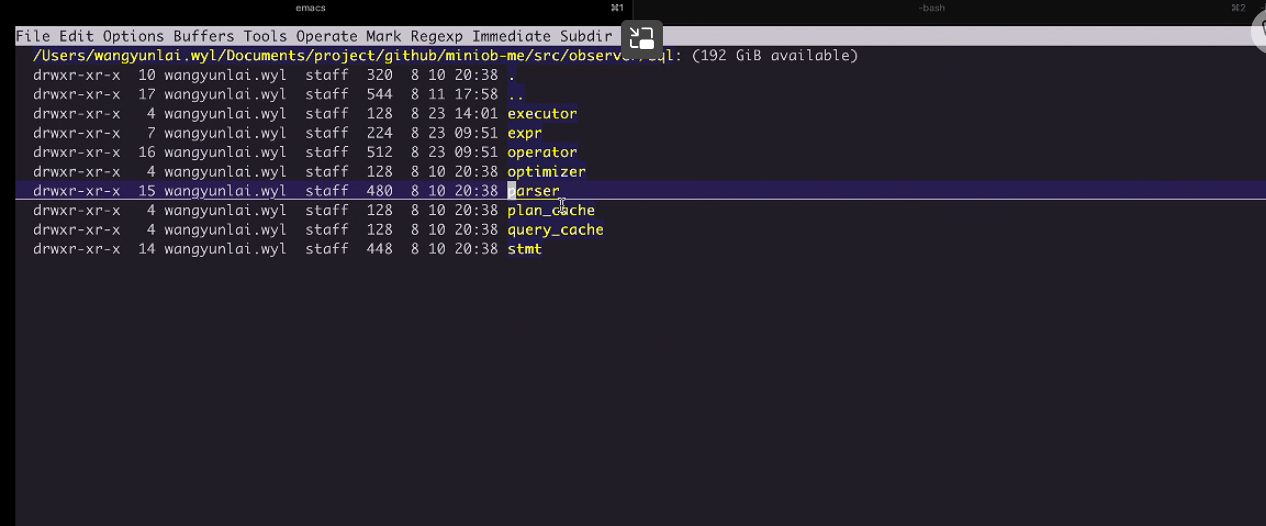 emacs ⌘1 -bash ⌘2
File Edit Options Buffers Tools Operate Mark Regexp Immediate Subdir
/Users/wangyunlai.wyl/Documents/project/github/miniob-me/src/observer/sql: (192 GiB available)
drwxr-xr-x 10 wangyunlai.wyl staff 320 8 10 20:38 .
drwxr-xr-x 17 wangyunlai.wyl staff 544 8 11 17:58 ..
drwxr-xr-x 4 wangyunlai.wyl staff 128 8 23 14:01 executor
drwxr-xr-x 7 wangyunlai.wyl staff 224 8 23 09:51 expr
drwxr-xr-x 16 wangyunlai.wyl staff 512 8 23 09:51 operator
drwxr-xr-x 4 wangyunlai.wyl staff 128 8 10 20:38 optimizer
drwxr-xr-x 15 wangyunlai.wyl staff 480 8 10 20:38 parser
drwxr-xr-x 4 wangyunlai.wyl staff 128 8 10 20:38 plan_cache
drwxr-xr-x 4 wangyunlai.wyl staff 128 8 10 20:38 query_cache
drwxr-xr-x 14 wangyunlai.wyl staff 448 8 10 20:38 stmt